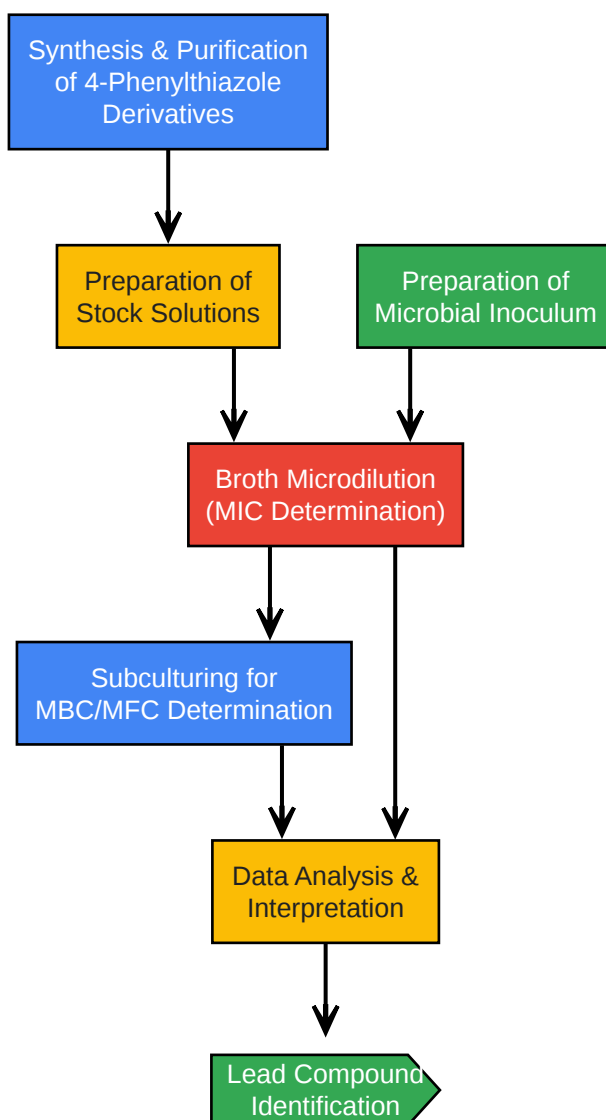 Synthesis & Purification
of 4-Phenylthiazole
Derivatives
Preparation of
Stock Solutions
Preparation of
Microbial Inoculum
Broth Microdilution
(MIC Determination)
Subculturing for
MBC/MFC Determination
Data Analysis &
Interpretation
Lead Compound
Identification